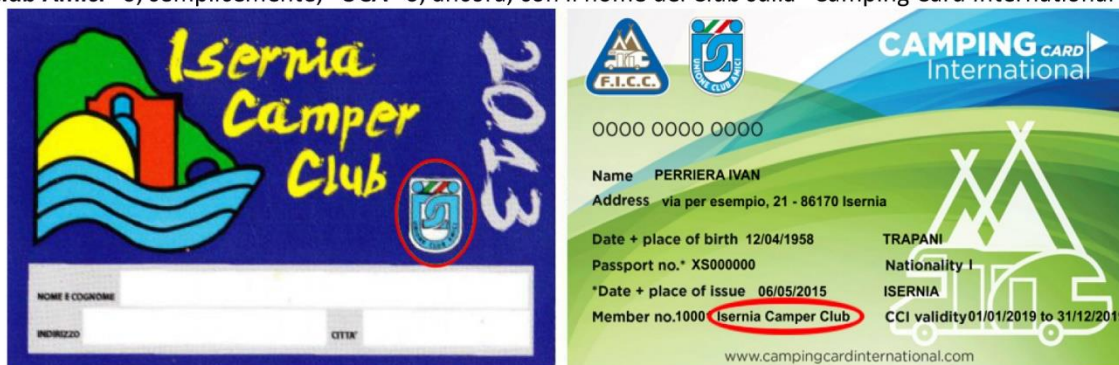 Isernia
Camper
Club
2013
UNIONE CLUB AMICI
NOME E COGNOME
INDIRIZZO
CITTA'
F.I.C.C.
UNIONE CLUB AMICI
CAMPING CARD
International
0000 0000 0000
Name PERRIERA IVAN
Address via per esempio, 21 - 86170 Isernia
Date + place of birth 12/04/1958 TRAPANI
Passport no.* XS000000 Nationality I
*Date + place of issue 06/05/2015 ISERNIA
Member no.1000 Isernia Camper Club CCI validity 01/01/2019 to 31/12/201
www.campingcardinternational.com